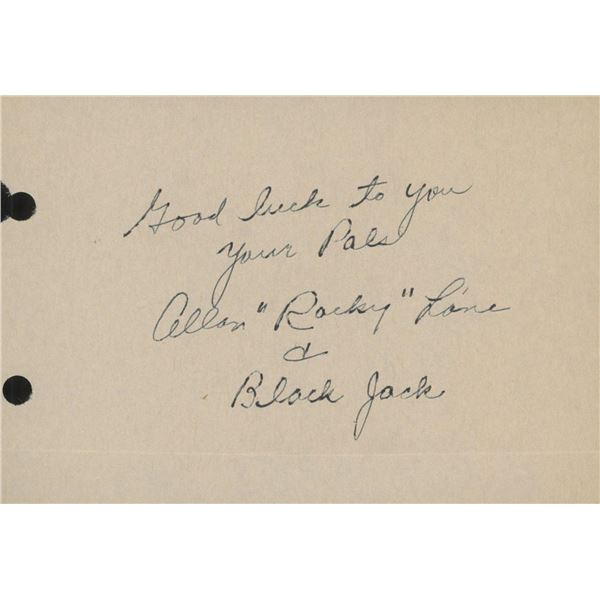 Good luck to you
Your Pals
Allan "Rocky" Lane
&
Black Jack